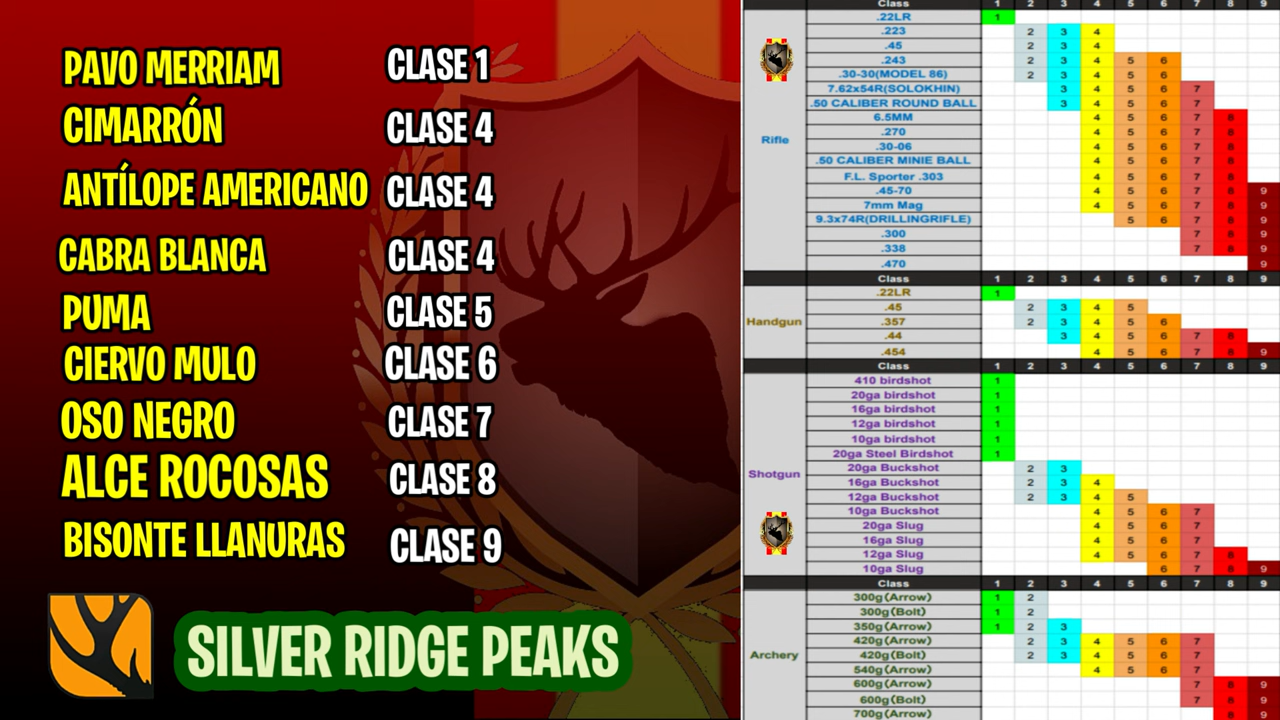 PAVO MERRIAM CLASE 1
CIMARRÓN CLASE 4
ANTÍLOPE AMERICANO CLASE 4
CABRA BLANCA CLASE 4
PUMA CLASE 5
CIERVO MULO CLASE 6
OSO NEGRO CLASE 7
ALCE ROCOSAS CLASE 8
BISONTE LLANURAS CLASE 9
SILVER RIDGE PEAKS
Class 1 2 3 4 5 6 7 8 9
.22LR 1
.223 2 3 4
.45 2 3 4
.243 2 3 4 5 6
.30-30(MODEL 86) 2 3 4 5 6
7.62x54R(SOLOKHIN) 3 4 5 6 7
.50 CALIBER ROUND BALL 3 4 5 6 7
6.5MM 4 5 6 7 8
Rifle
.270 4 5 6 7 8
.30-06 4 5 6 7 8
.50 CALIBER MINIE BALL 4 5 6 7 8
F.L. Sporter .303 4 5 6 7 8
.45-70 4 5 6 7 8 9
7mm Mag 4 5 6 7 8 9
9.3x74R(DRILLINGRIFLE) 5 6 7 8 9
.300 7 8 9
.338 7 8 9
.470 9
Class 1 2 3 4 5 6 7 8 9
.22LR 1
.45 2 3 4 5
Handgun .357 2 3 4 5 6
.44 3 4 5 6 7 8
.454 4 5 6 7 8 9
Class 1 2 3 4 5 6 7 8 9
410 birdshot 1
20ga birdshot 1
16ga birdshot 1
12ga birdshot 1
10ga birdshot 1
20ga Steel Birdshot 1
20ga Buckshot 2 3
Shotgun
16ga Buckshot 2 3 4
12ga Buckshot 2 3 4 5
10ga Buckshot 4 5 6 7
20ga Slug 4 5 6 7
16ga Slug 4 5 6 7
12ga Slug 4 5 6 7 8
10ga Slug 6 7 8 9
Class 1 2 3 4 5 6 7 8 9
300g(Arrow) 1 2
300g(Bolt) 1 2
350g(Arrow) 1 2 3
420g(Arrow) 2 3 4 5 6 7
Archery 420g(Bolt) 2 3 4 5 6 7
540g(Arrow) 4 5 6 7
600g(Arrow) 7 8 9
600g(Bolt) 7 8 9
700g(Arrow) 8 9